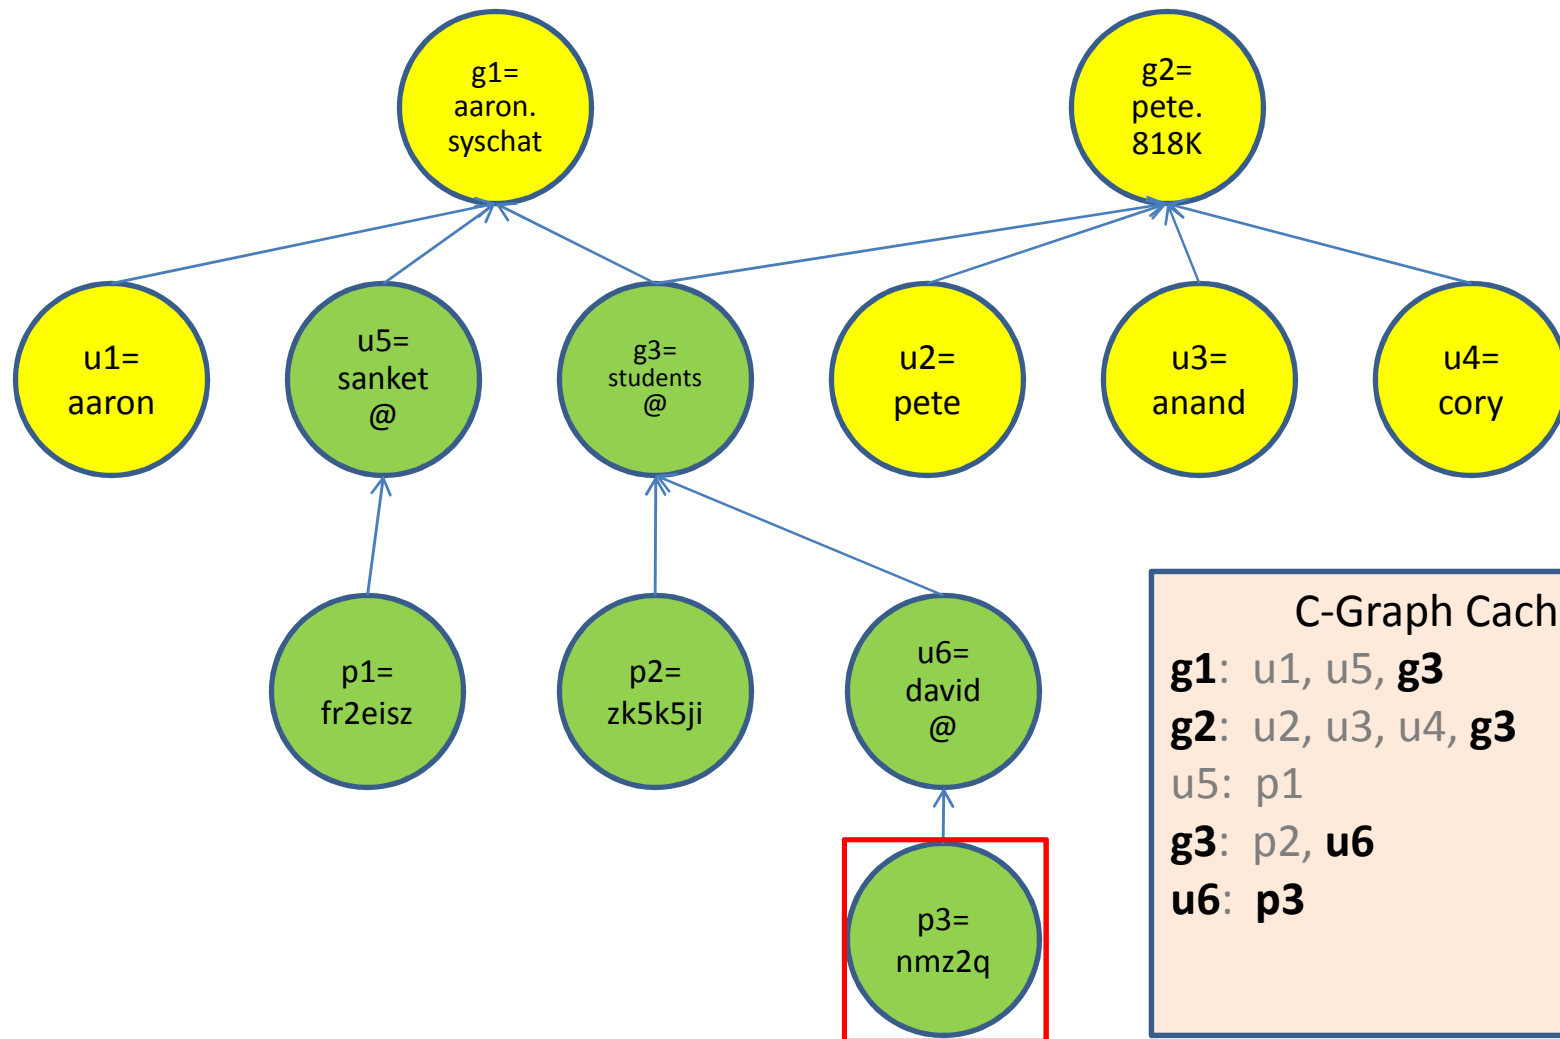 g1=
aaron.
syschat
g2=
pete.
818K
u1=
aaron
u5=
sanket
@
g3=
students
@
u2=
pete
u3=
anand
u4=
cory
p1=
fr2eisz
p2=
zk5k5ji
u6=
david
@
p3=
nmz2q
C-Graph Cach
g1: u1, u5, g3
g2: u2, u3, u4, g3
u5: p1
g3: p2, u6
u6: p3